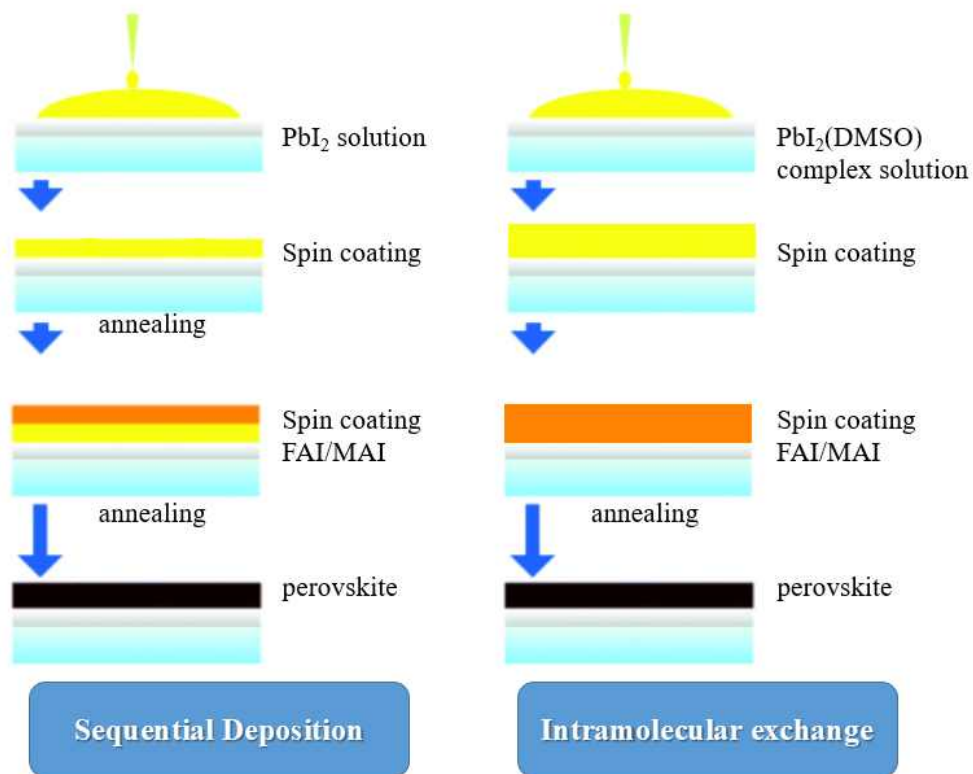 PbI₂ solution
Spin coating
annealing
Spin coating
FAI/MAI
annealing
perovskite
Sequential Deposition
PbI₂(DMSO)
complex solution
Spin coating
Spin coating
FAI/MAI
annealing
perovskite
Intramolecular exchange